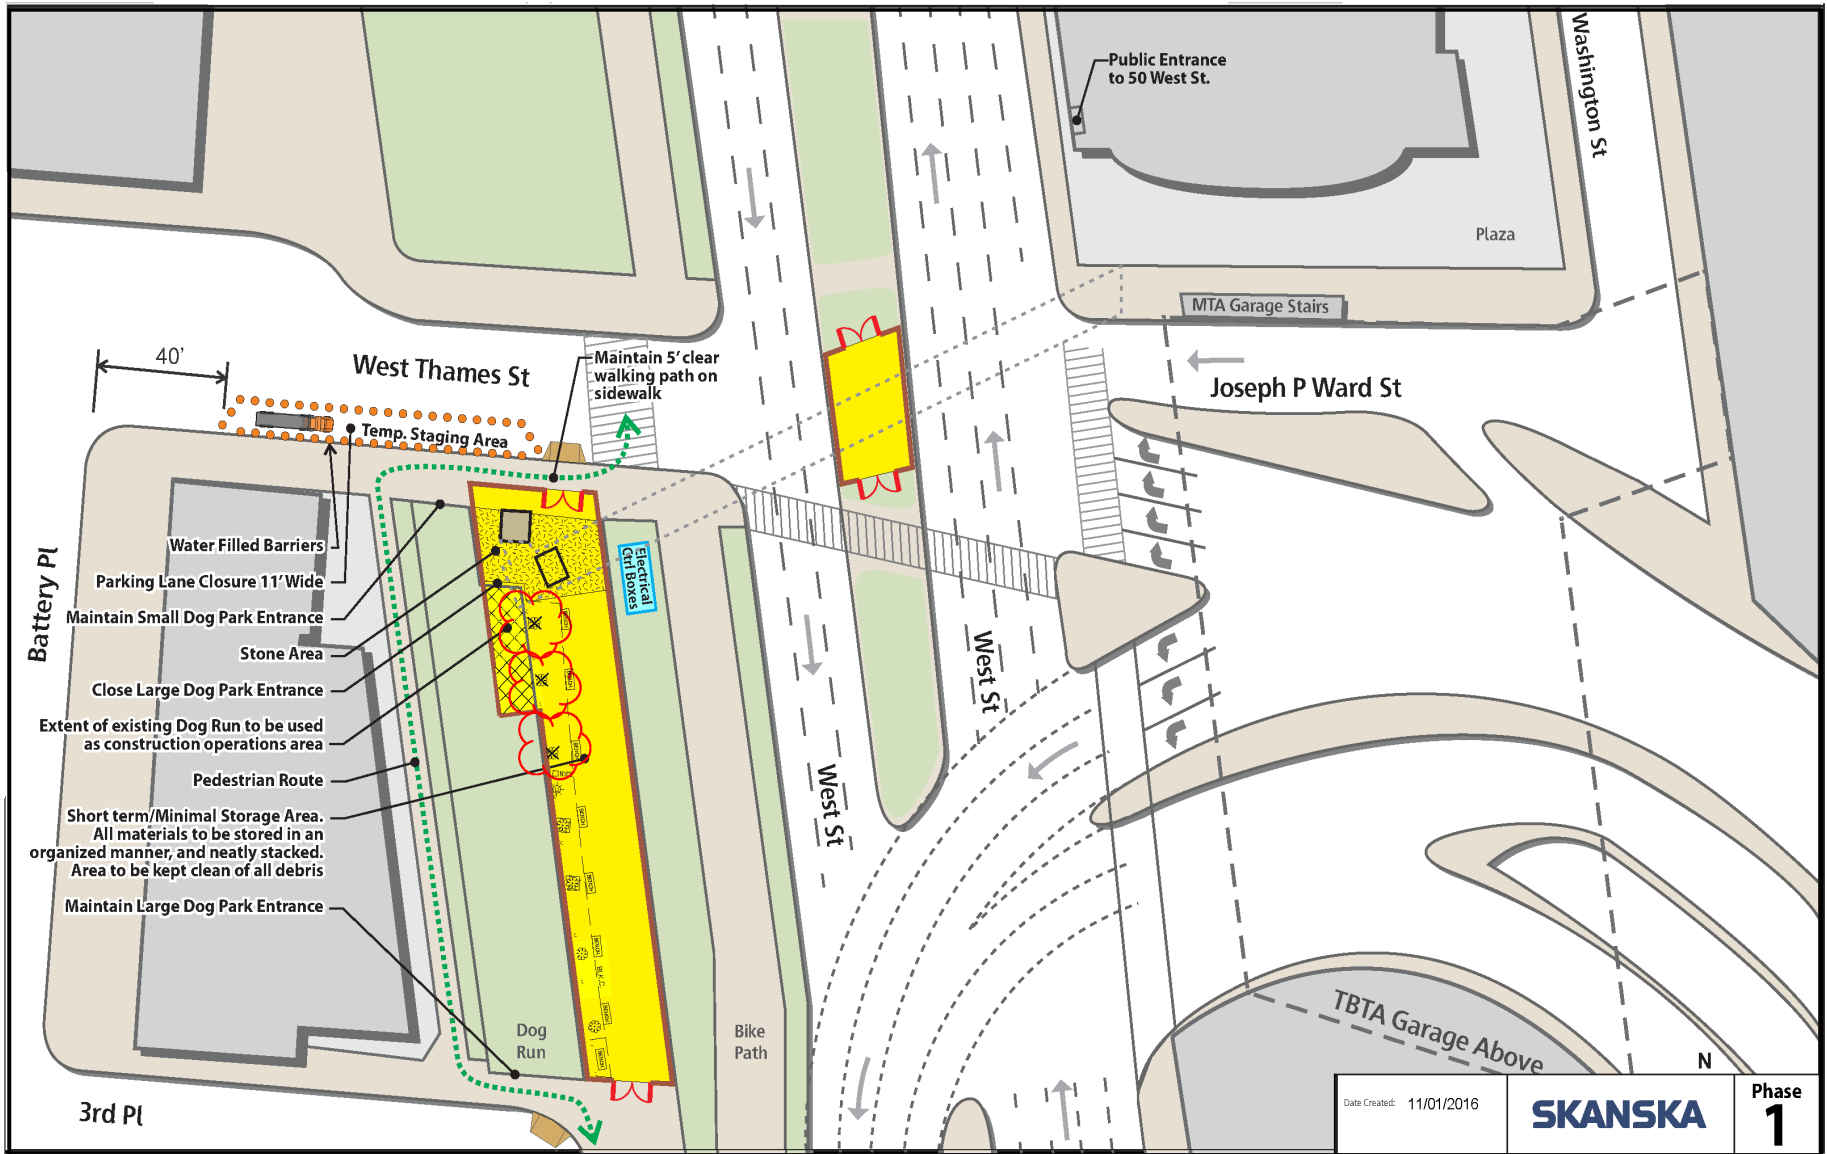 Public Entrance
to 50 West St.
Washington St
Plaza
MTA Garage Stairs
40’
West Thames St
Maintain 5’ clear
walking path on
sidewalk
Joseph P Ward St
Temp. Staging Area
Battery Pl
Water Filled Barriers
Parking Lane Closure 11’ Wide
Maintain Small Dog Park Entrance
Stone Area
Close Large Dog Park Entrance
Extent of existing Dog Run to be used
as construction operations area
Pedestrian Route
Short term/Minimal Storage Area.
All materials to be stored in an
organized manner, and neatly stacked.
Area to be kept clean of all debris
Maintain Large Dog Park Entrance
Electrical
Ctrl Boxes
West St
West St
Dog
Run
Bike
Path
TBTA Garage Above
3rd Pl
N
Date Created: 11/01/2016
SKANSKA
Phase
1